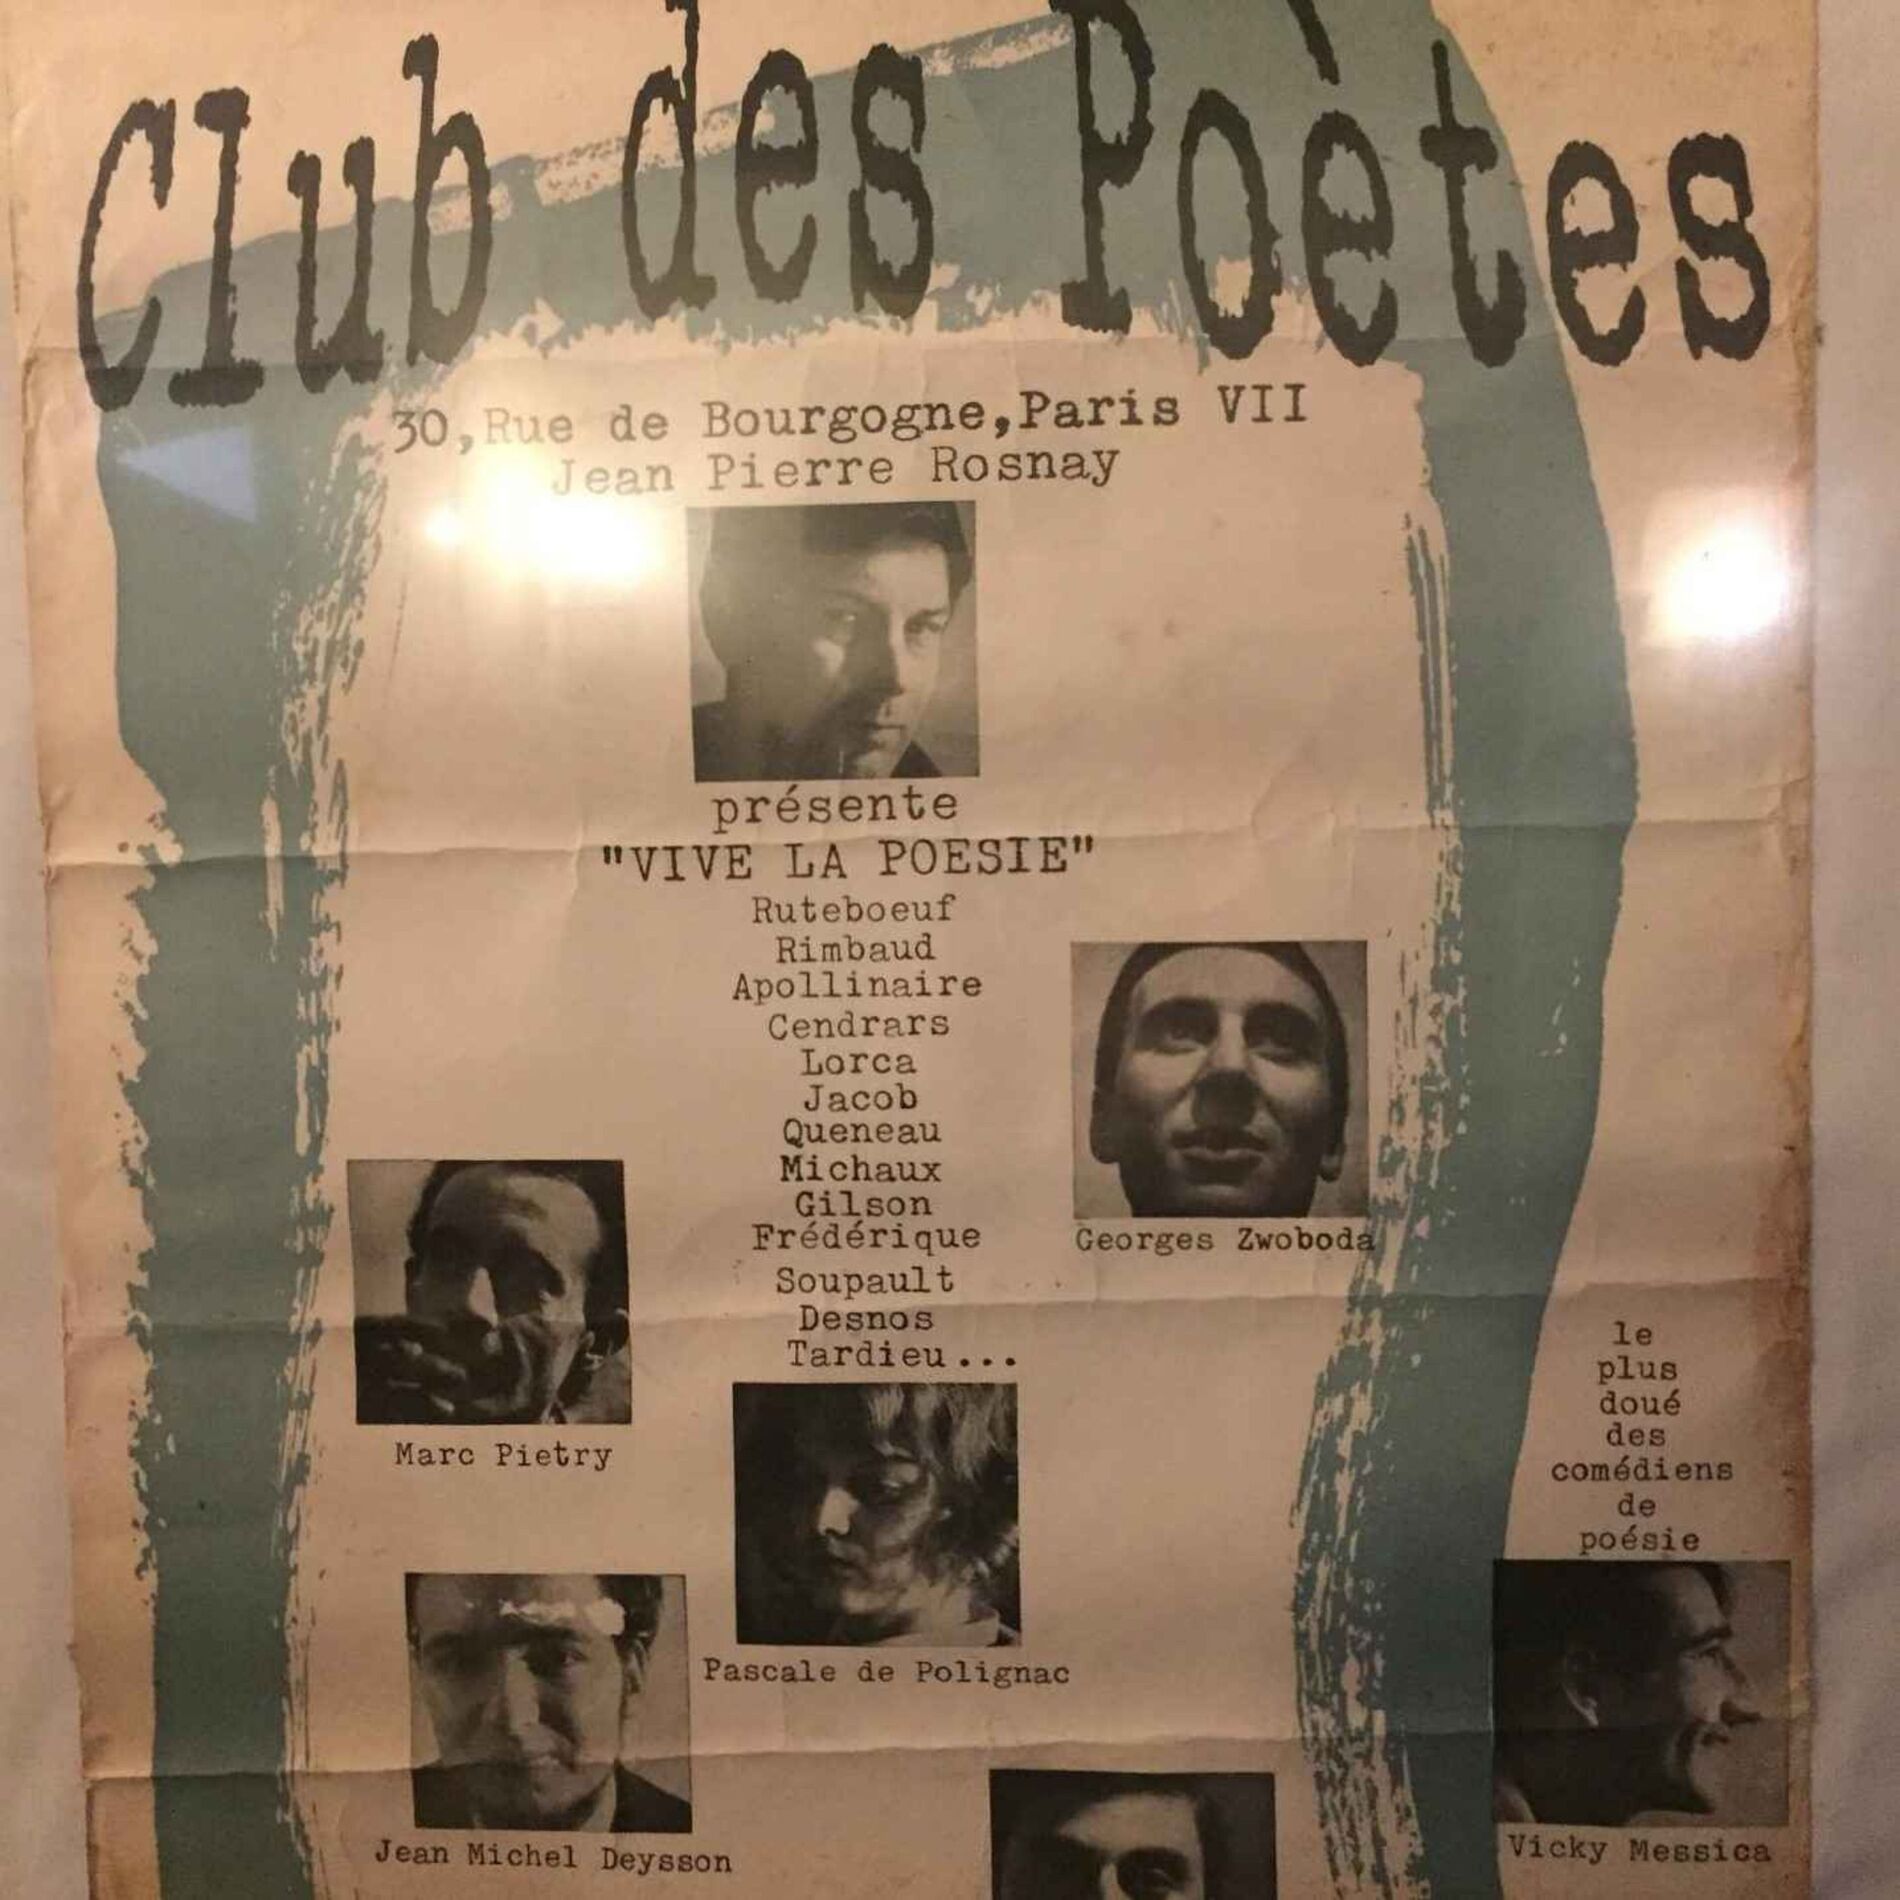 Club des Poètes
30, Rue de Bourgogne, Paris VII
Jean Pierre Rosnay
présente
"VIVE LA POESIE"
Ruteboeuf
Rimbaud
Apollinaire
Cendrars
Lorca
Jacob
Queneau
Michaux
Gilson
Frédérique
Soupault
Desnos
Tardieu...
Georges Zwoboda
Marc Pietry
le
plus
doué
des
comédiens
de
poésie
Pascale de Polignac
Jean Michel Deysson
Vicky Messica